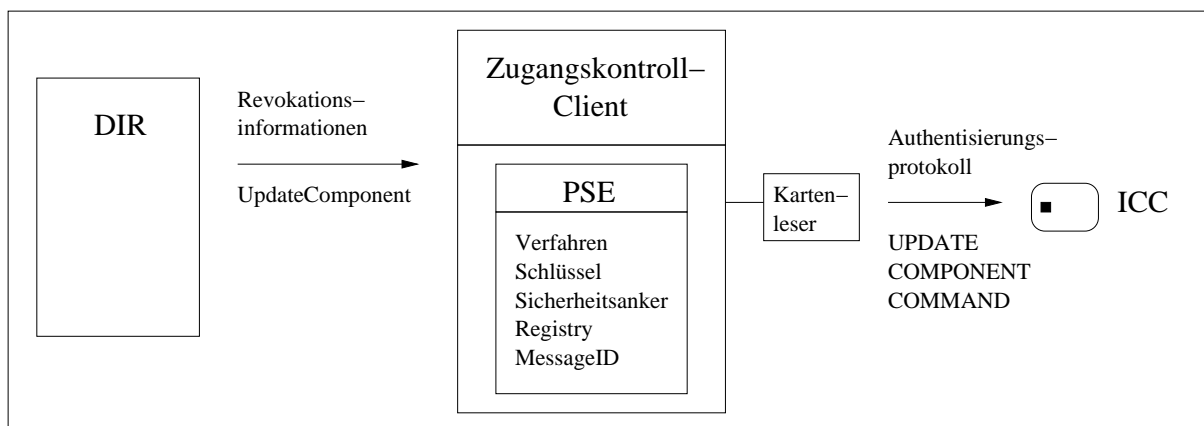 DIR
Revokations–
informationen
UpdateComponent
Zugangskontroll–
Client
PSE
Verfahren
Schlüssel
Sicherheitsanker
Registry
MessageID
Karten–
leser
Authentisierungs–
protokoll
UPDATE
COMPONENT
COMMAND
ICC